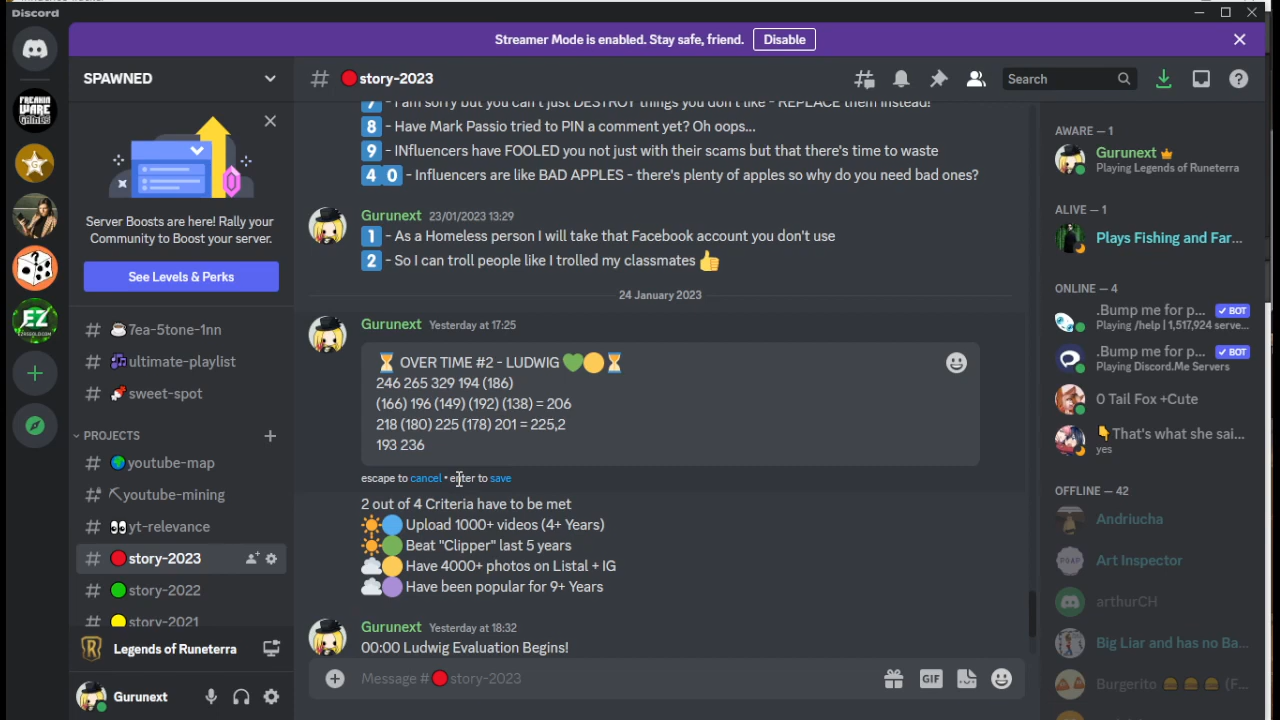 Discord
Streamer Mode is enabled. Stay safe, friend.
Disable
FREAKIN WARE GAMES
EZ
SPAWNED
Server Boosts are here! Rally your
Community to Boost your server.
See Levels & Perks
7ea-5tone-1nn
ultimate-playlist
sweet-spot
PROJECTS
youtube-map
youtube-mining
yt-relevance
story-2023
story-2022
story-2021
Legends of Runeterra
Gurunext
story-2023
Search
7 - I am sorry but you can't just DESTROY things you don't like - REPLACE them instead!
8 - Have Mark Passio tried to PIN a comment yet? Oh oops...
9 - INfluencers have FOOLED you not just with their scams but that there's time to waste
4 0 - Influencers are like BAD APPLES - there's plenty of apples so why do you need bad ones?
Gurunext 23/01/2023 13:29
1 - As a Homeless person I will take that Facebook account you don't use
2 - So I can troll people like I trolled my classmates 👍
24 January 2023
Gurunext Yesterday at 17:25
⏳ OVER TIME #2 - LUDWIG 💚🟡⏳
246 265 329 194 (186)
(166) 196 (149) (192) (138) = 206
218 (180) 225 (178) 201 = 225,2
193 236
escape to cancel • enter to save
2 out of 4 Criteria have to be met
☀️🔵 Upload 1000+ videos (4+ Years)
☀️🟢 Beat "Clipper" last 5 years
☁️🟡 Have 4000+ photos on Listal + IG
☁️🟣 Have been popular for 9+ Years
Gurunext Yesterday at 18:32
00:00 Ludwig Evaluation Begins!
Message #🔴story-2023
GIF
AWARE — 1
Gurunext
Playing Legends of Runeterra
ALIVE — 1
Plays Fishing and Far...
ONLINE — 4
.Bump me for p... ✓ BOT
Playing /help | 1,517,924 serve...
.Bump me for p... ✓ BOT
Playing Discord.Me Servers
0 Tail Fox +Cute
👇That's what she sai...
yes
OFFLINE — 42
Andriucha
Art Inspector
arthurCH
Big Liar and has no Ba...
Burgerito 🍔 🍔 🍔 (F...